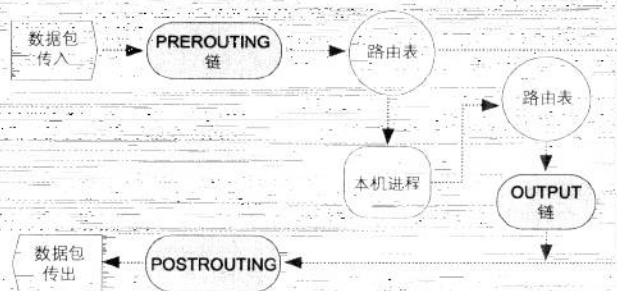 数据包
传入
PREROUTING
链
路由表
路由表
本机进程
OUTPUT
链
数据包
传出
POSTROUTING